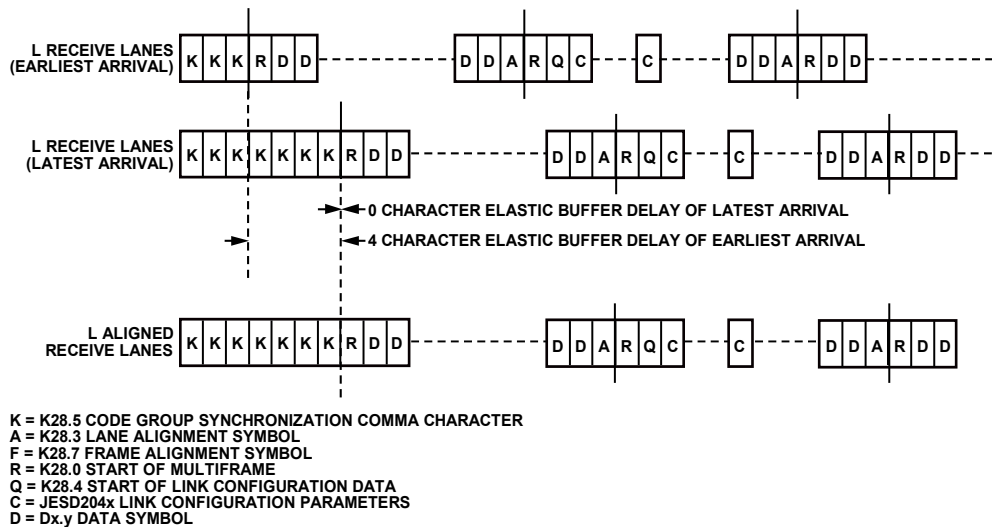 L RECEIVE LANES
(EARLIEST ARRIVAL)
K K K R D D
D D A R Q C
C
D D A R D D
L RECEIVE LANES
(LATEST ARRIVAL)
K K K K K K K R D D
D D A R Q C
C
D D A R D D
0 CHARACTER ELASTIC BUFFER DELAY OF LATEST ARRIVAL
4 CHARACTER ELASTIC BUFFER DELAY OF EARLIEST ARRIVAL
L ALIGNED
RECEIVE LANES
K K K K K K K R D D
D D A R Q C
C
D D A R D D
K = K28.5 CODE GROUP SYNCHRONIZATION COMMA CHARACTER
A = K28.3 LANE ALIGNMENT SYMBOL
F = K28.7 FRAME ALIGNMENT SYMBOL
R = K28.0 START OF MULTIFRAME
Q = K28.4 START OF LINK CONFIGURATION DATA
C = JESD204x LINK CONFIGURATION PARAMETERS
D = Dx.y DATA SYMBOL